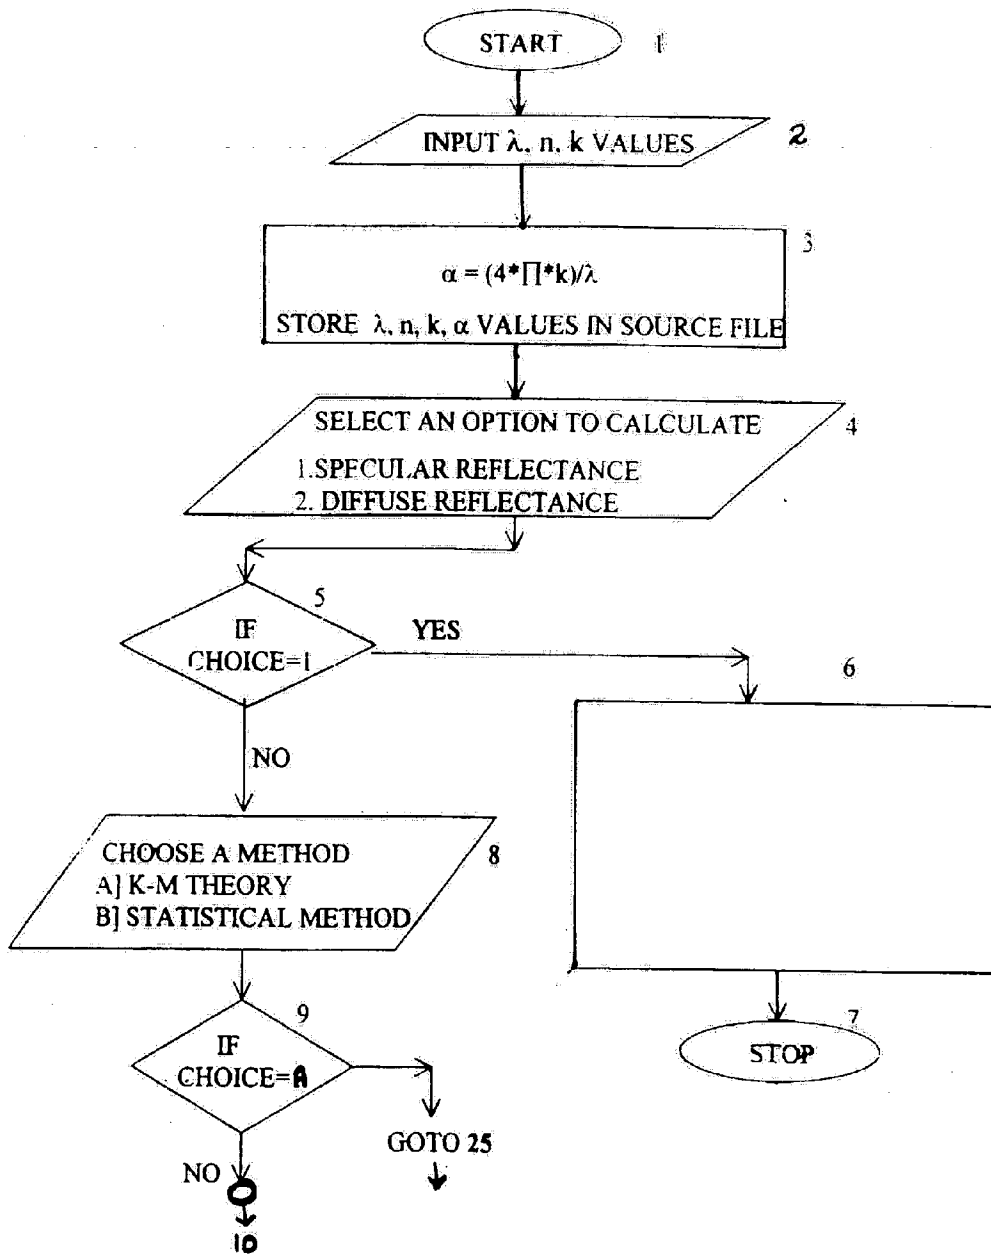 START
1
INPUT λ, n, k VALUES
2
3
α = (4*∏*k)/λ
STORE λ, n, k, α VALUES IN SOURCE FILE
SELECT AN OPTION TO CALCULATE
4
1.SPECULAR REFLECTANCE
2. DIFFUSE REFLECTANCE
5
IF
CHOICE=1
YES
6
NO
CHOOSE A METHOD
8
A] K-M THEORY
B] STATISTICAL METHOD
9
IF
CHOICE=A
7
STOP
GOTO 25
NO
10